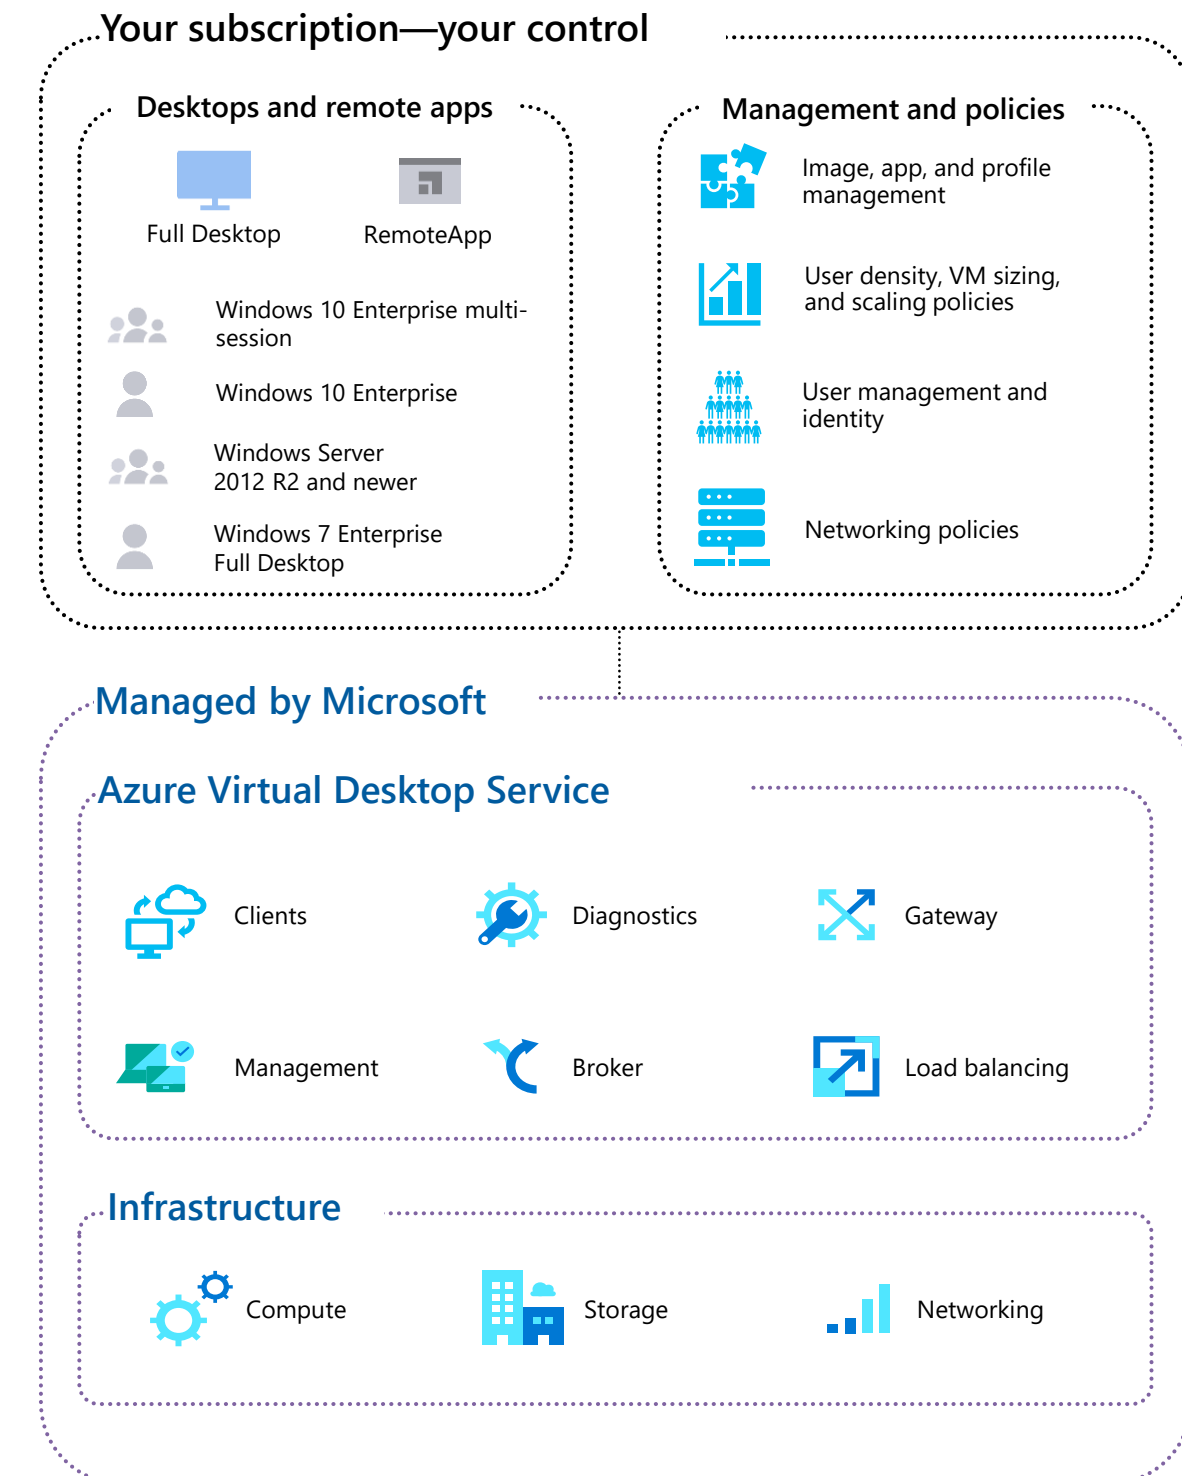 Your subscription—your control
Desktops and remote apps
Full Desktop
RemoteApp
Windows 10 Enterprise multi-
session
Windows 10 Enterprise
Windows Server
2012 R2 and newer
Windows 7 Enterprise
Full Desktop
Management and policies
Image, app, and profile
management
User density, VM sizing,
and scaling policies
User management and
identity
Networking policies
Managed by Microsoft
Azure Virtual Desktop Service
Clients
Diagnostics
Gateway
Management
Broker
Load balancing
Infrastructure
Compute
Storage
Networking